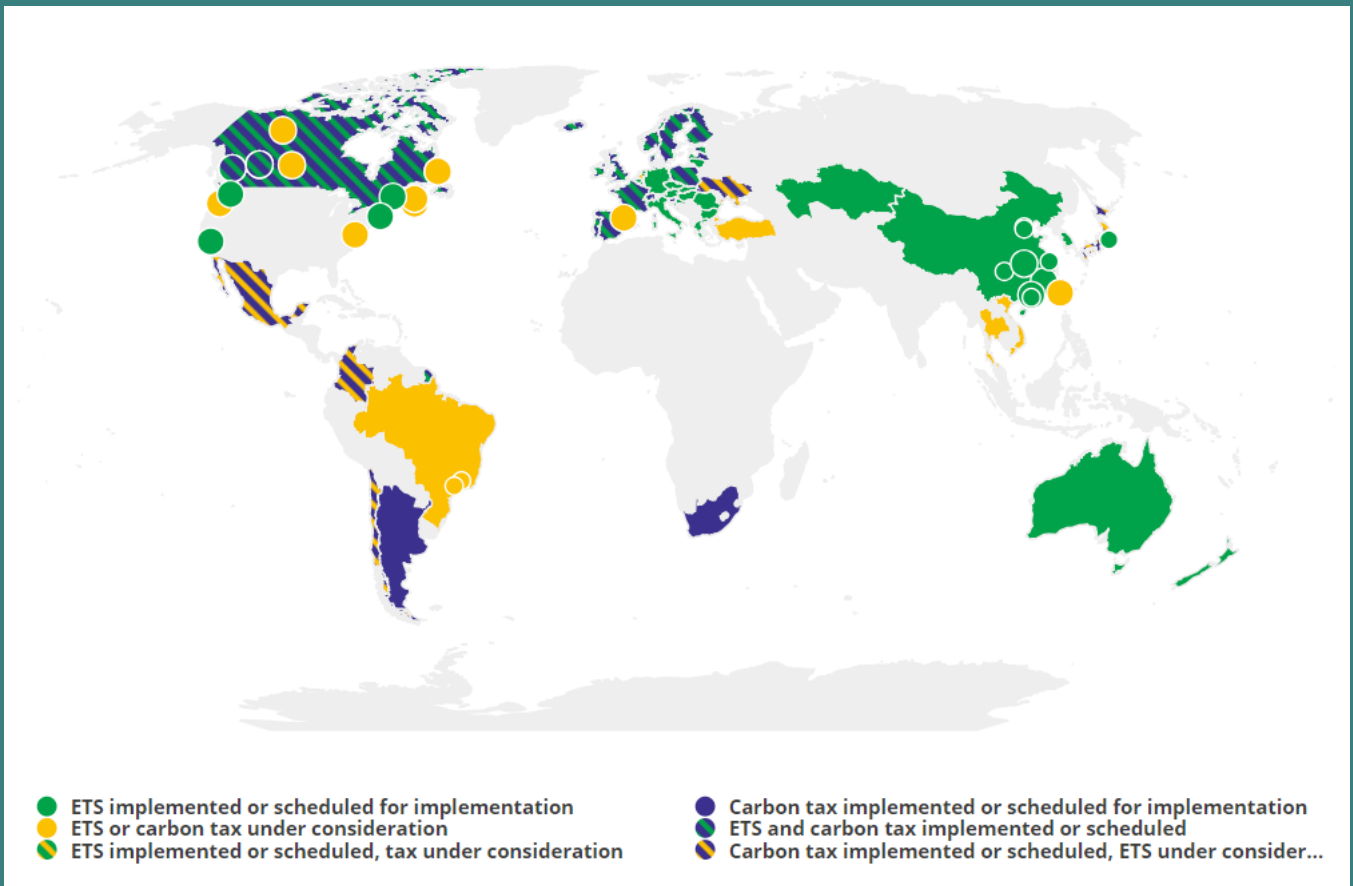 ETS implemented or scheduled for implementation
ETS or carbon tax under consideration
ETS implemented or scheduled, tax under consideration
Carbon tax implemented or scheduled for implementation
ETS and carbon tax implemented or scheduled
Carbon tax implemented or scheduled, ETS under consider...